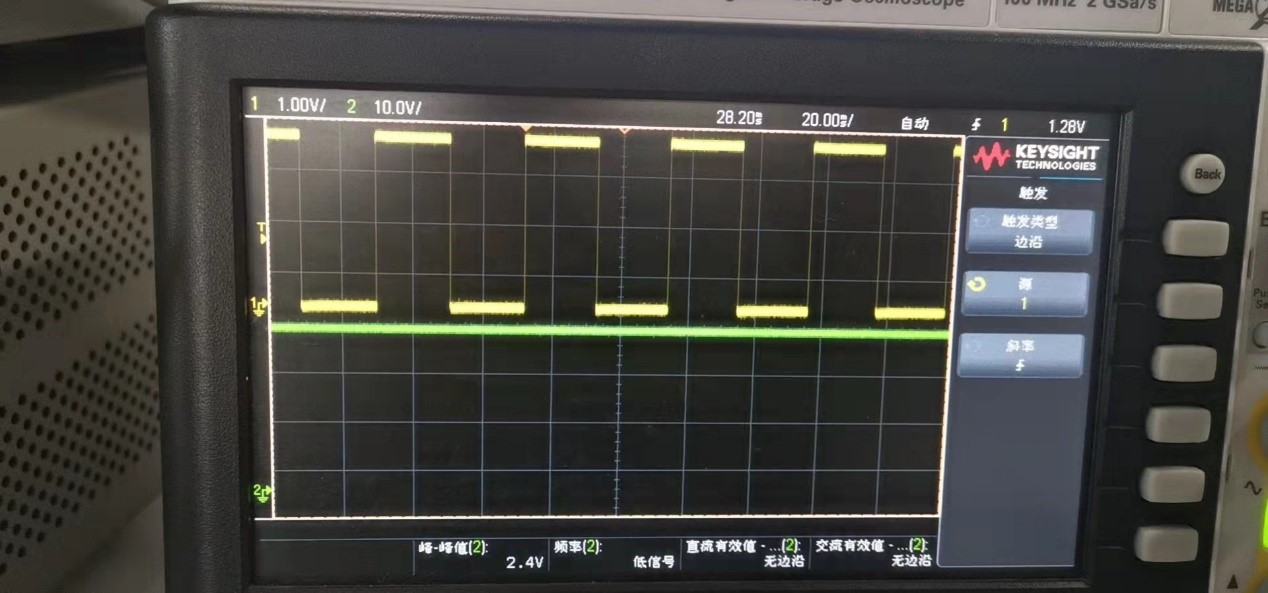 Oscilloscope
100 MHz 2 GSa/s
MEGA
1 1.00V/ 2 10.0V/ 28.20ms 20.00ms/ 自动 1 1.28V
KEYSIGHT
TECHNOLOGIES
触发
触发类型
边沿
源
1
斜率
Back
T
1
2
峰-峰值(2): 频率(2): 直流有效值 - ...(2): 交流有效值 - ...(2):
2.4V 低信号 无边沿 无边沿